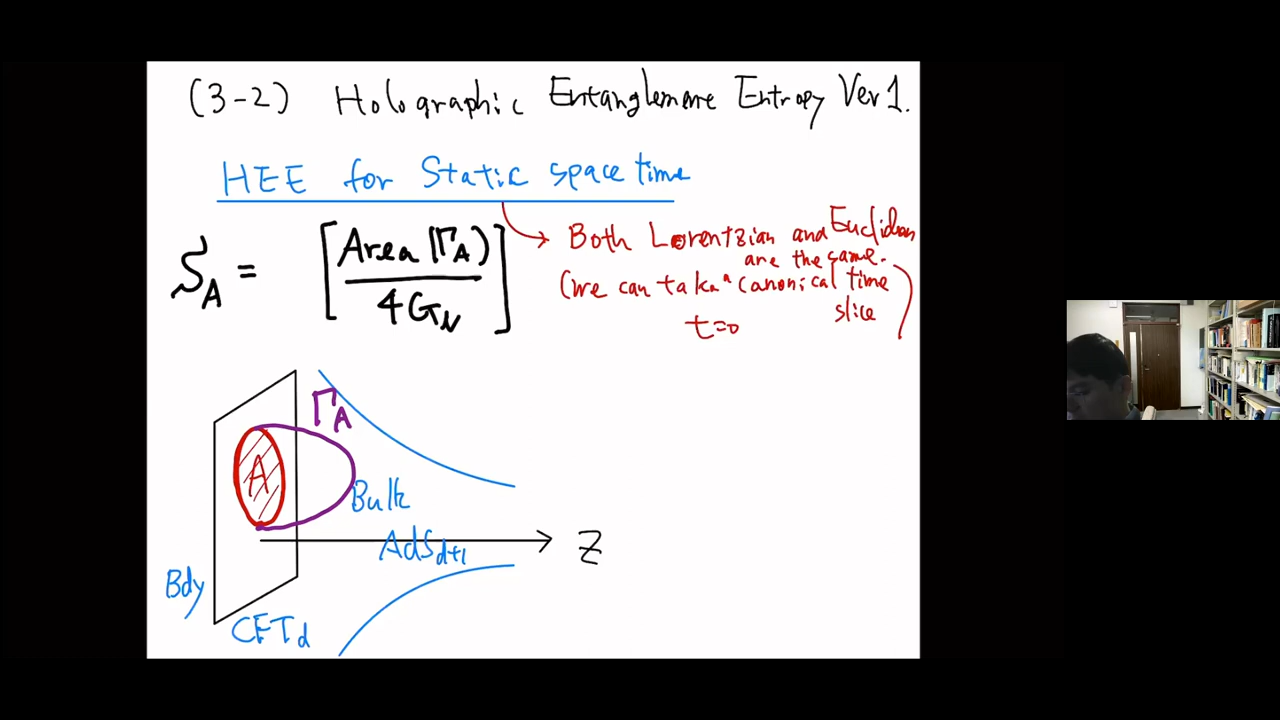 (3-2) Holographic Entanglement Entropy Ver 1.
HEE for Static space time
S_A = [ Area (Γ_A) / 4G_N ]
Both Lorentzian and Euclidean
are the same.
(we can take a canonical time
slice
t=0 )
Γ_A
A
Bulk
AdS_{d+1}
Z
Bdy
CFT_d